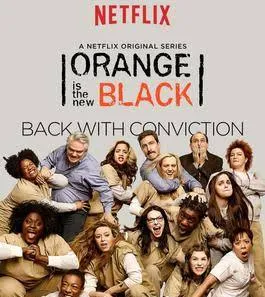 NETFLIX
A NETFLIX ORIGINAL SERIES
ORANGE
is the new
BLACK
BACK WITH CONVICTION